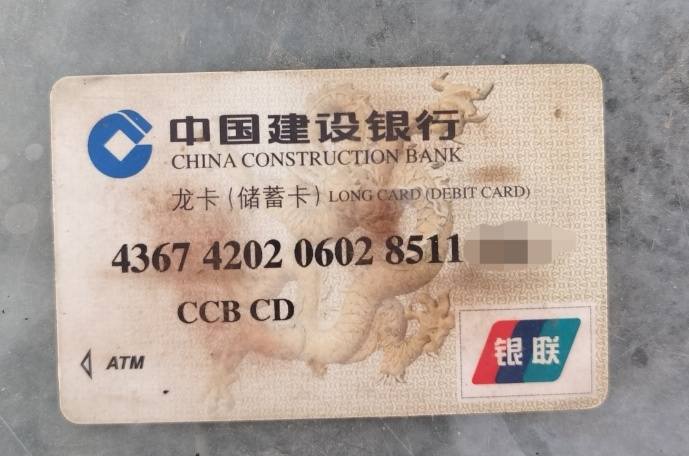 中国建设银行
CHINA CONSTRUCTION BANK
龙卡(储蓄卡) LONG CARD (DEBIT CARD)
4367 4202 0602 8511
CCB CD
ATM
银联